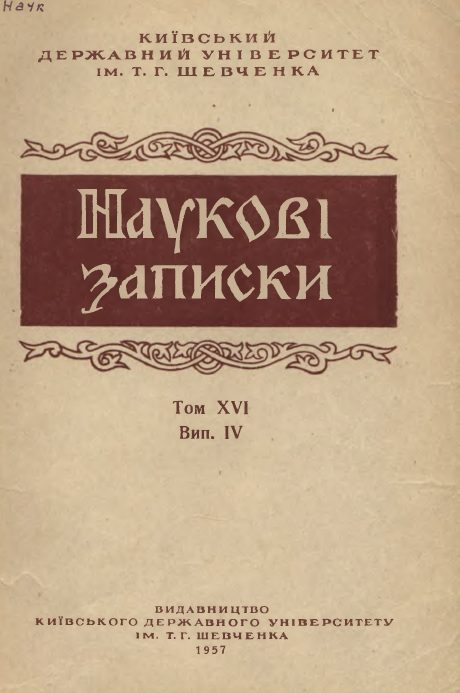 Наук
КИЇВСЬКИЙ
ДЕРЖАВНИЙ УНІВЕРСИТЕТ
ІМ. Т. Г. ШЕВЧЕНКА
НАУКОВІ
ЗАПИСКИ
Том XVI
Вип. IV
ВИДАВНИЦТВО
КИЇВСЬКОГО ДЕРЖАВНОГО УНІВЕРСИТЕТУ
ІМ. Т. Г. ШЕВЧЕНКА
1957